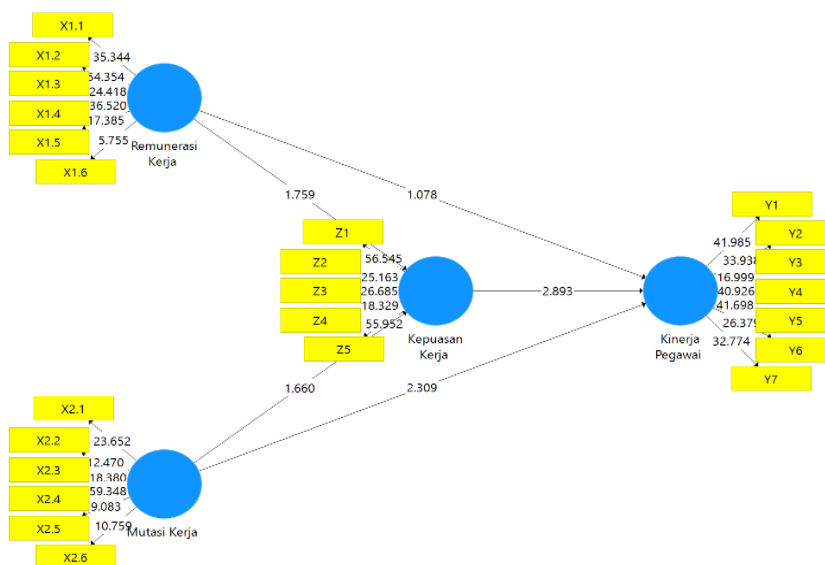 X1.1
35.344
X1.2
54.354
X1.3
24.418
36.520
X1.4
17.385
X1.5
5.755
X1.6
Remunerasi
Kerja
1.759
1.078
Z1
56.545
Z2
25.163
Z3
26.685
Z4
18.329
55.952
Z5
Kepuasan
Kerja
2.893
Y1
41.985
Y2
33.938
Y3
16.999
Y4
40.926
41.698
Y5
26.379
Y6
32.774
Y7
Kinerja
Pegawai
1.660
2.309
X2.1
23.652
X2.2
12.470
X2.3
18.380
59.348
X2.4
9.083
X2.5
10.759
X2.6
Mutasi Kerja